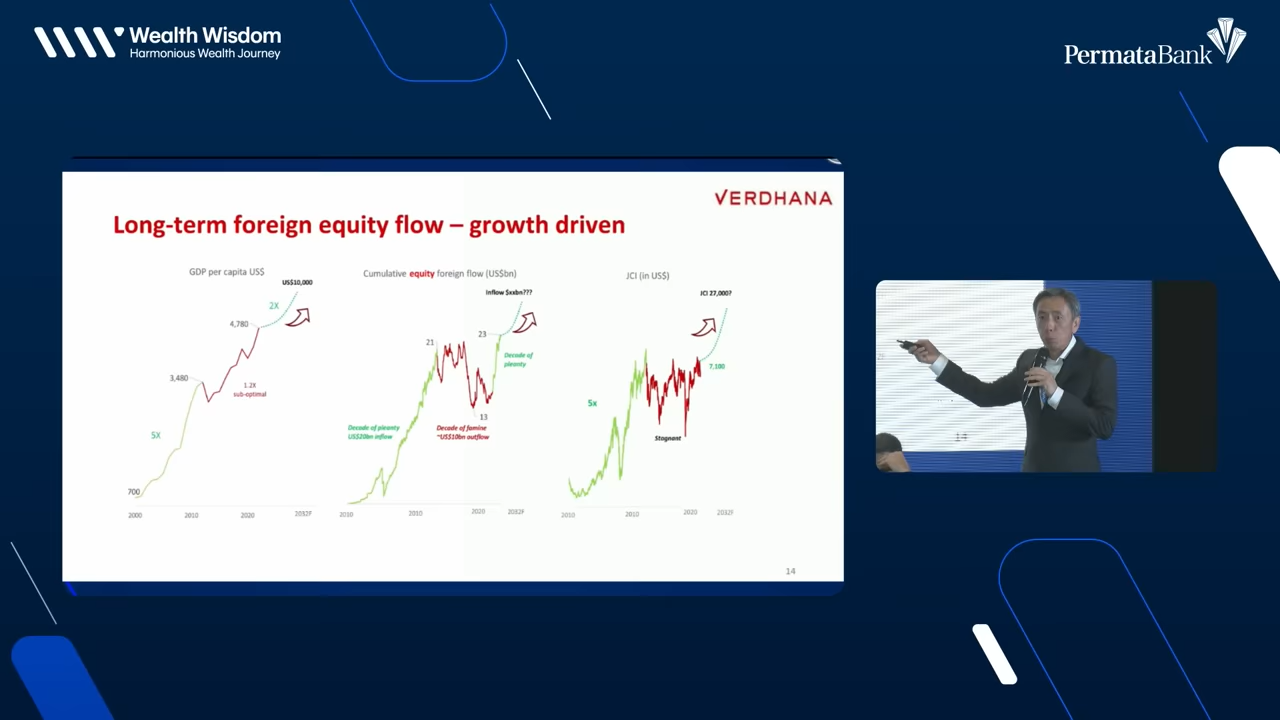 Wealth Wisdom
Harmonious Wealth Journey
PermataBank
VERDHANA
Long-term foreign equity flow – growth driven
GDP per capita US$
US$10,000
2X
4,780
3,480
1.2X
sub-optimal
5X
700
2000
2010
2020
2032F
Cumulative equity foreign flow (US$bn)
Inflow $xxbn???
23
21
Decade of
plenty
13
Decade of plenty
US$20bn inflow
Decade of famine
~US$10bn outflow
2010
2010
2020
2032F
JCI (in US$)
JCI 27,000?
7,100
5x
Stagnant
2010
2010
2020
2032F
14